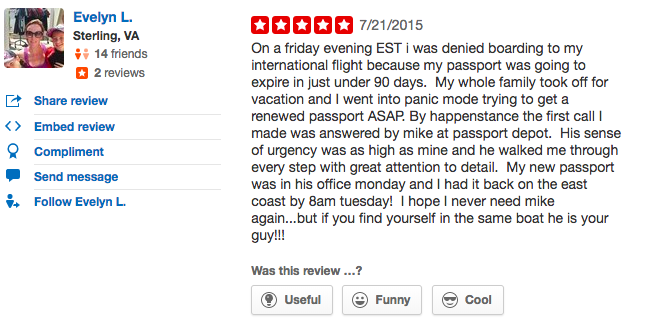 Evelyn L.
Sterling, VA
14 friends
2 reviews
Share review
Embed review
Compliment
Send message
Follow Evelyn L.
7/21/2015
On a friday evening EST i was denied boarding to my
international flight because my passport was going to
expire in just under 90 days.  My whole family took off for
vacation and I went into panic mode trying to get a
renewed passport ASAP. By happenstance the first call I
made was answered by mike at passport depot.  His sense
of urgency was as high as mine and he walked me through
every step with great attention to detail.  My new passport
was in his office monday and I had it back on the east
coast by 8am tuesday!  I hope I never need mike
again...but if you find yourself in the same boat he is your
guy!!!
Was this review ...?
Useful
Funny
Cool